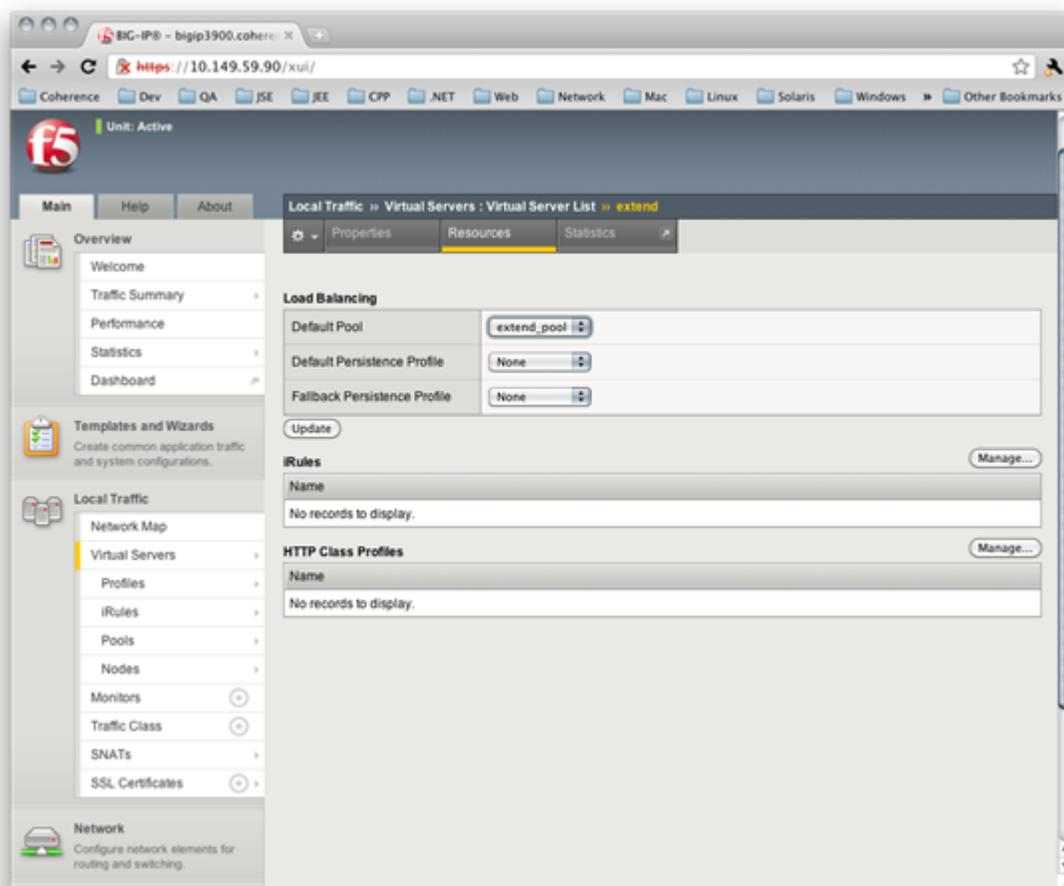 BIG-IP® – bigip3900.cohere
https://10.149.59.90/xui/
Coherence Dev QA JSE JEE CPP .NET Web Network Mac Linux Solaris Windows » Other Bookmarks
f5
Unit: Active
Main Help About
Local Traffic » Virtual Servers : Virtual Server List » extend
Properties Resources Statistics
Overview
Welcome
Traffic Summary
Performance
Statistics
Dashboard
Templates and Wizards
Create common application traffic
and system configurations.
Local Traffic
Network Map
Virtual Servers
Profiles
iRules
Pools
Nodes
Monitors
Traffic Class
SNATs
SSL Certificates
Network
Configure network elements for
routing and switching.
Load Balancing
Default Pool extend_pool
Default Persistence Profile None
Fallback Persistence Profile None
Update
iRules Manage...
Name
No records to display.
HTTP Class Profiles Manage...
Name
No records to display.